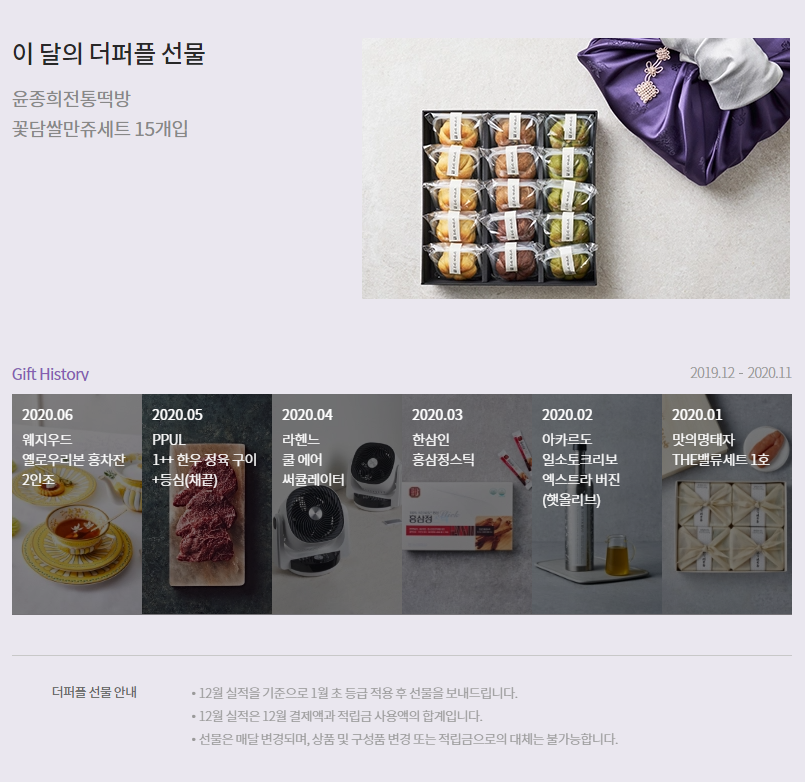 이 달의 더퍼플 선물
윤종희전통떡방
꽃담쌀만쥬세트 15개입
Gift History
2019.12 - 2020.11
2020.06
웨지우드
옐로우리본 홍차잔
2인조
2020.05
PPUL
1++ 한우 정육 구이
+등심(채끝)
2020.04
라헨느
쿨 에어
써큘레이터
2020.03
한삼인
홍삼정스틱
홍삼정
2020.02
아카르도
일소토크리보
엑스트라 버진
(햇올리브)
2020.01
맛의명태자
THE밸류세트 1호
더퍼플 선물 안내
• 12월 실적을 기준으로 1월 초 등급 적용 후 선물을 보내드립니다.
• 12월 실적은 12월 결제액과 적립금 사용액의 합계입니다.
• 선물은 매달 변경되며, 상품 및 구성품 변경 또는 적립금으로의 대체는 불가능합니다.